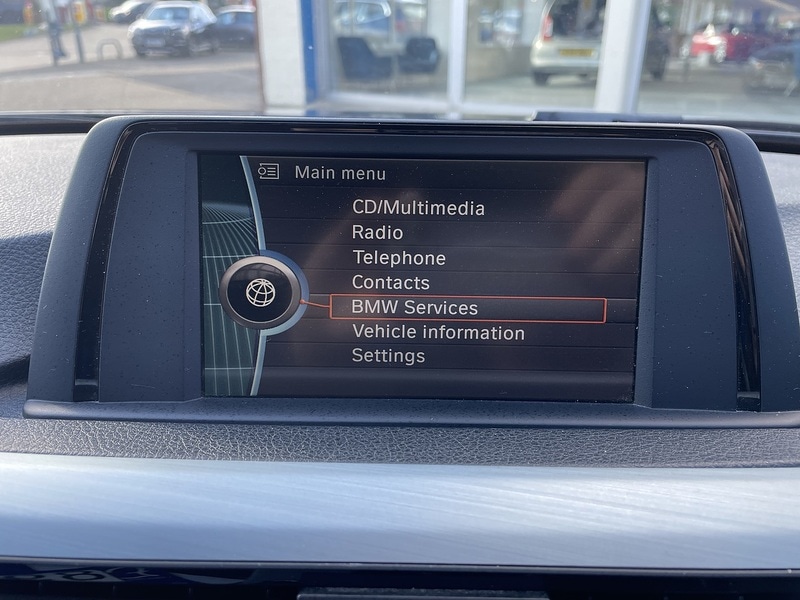 Main menu
CD/Multimedia
Radio
Telephone
Contacts
BMW Services
Vehicle information
Settings